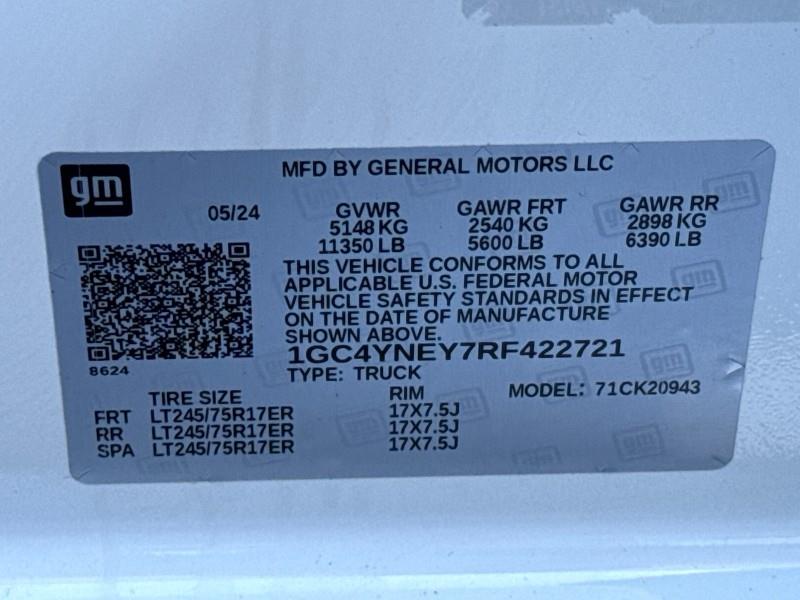 gm
MFD BY GENERAL MOTORS LLC
05/24
GVWR GAWR FRT GAWR RR
5148 KG 2540 KG 2898 KG
11350 LB 5600 LB 6390 LB
THIS VEHICLE CONFORMS TO ALL
APPLICABLE U.S. FEDERAL MOTOR
VEHICLE SAFETY STANDARDS IN EFFECT
ON THE DATE OF MANUFACTURE
SHOWN ABOVE.
8624
1GC4YNEY7RF422721
TYPE: TRUCK
MODEL: 71CK20943
TIRE SIZE RIM
FRT LT245/75R17ER 17X7.5J
RR LT245/75R17ER 17X7.5J
SPA LT245/75R17ER 17X7.5J